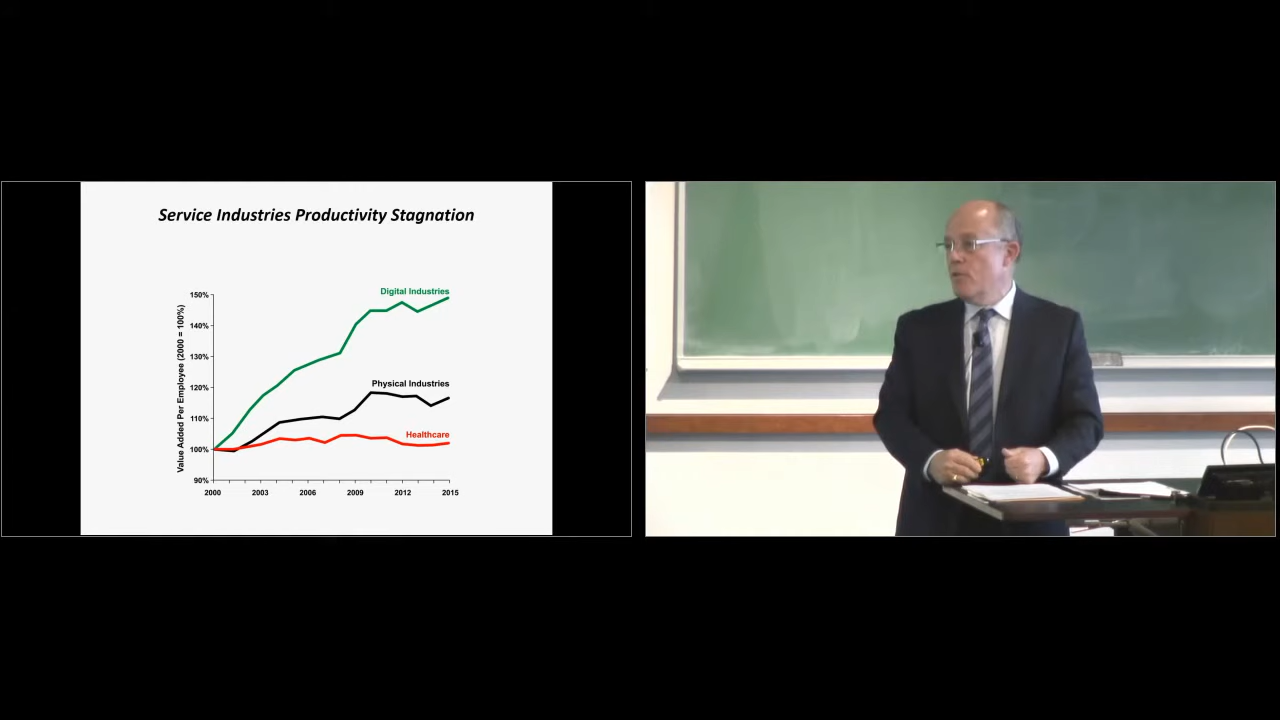 Service Industries Productivity Stagnation
Value Added Per Employee (2000 = 100%)
150%
140%
130%
120%
110%
100%
90%
Digital Industries
Physical Industries
Healthcare
2000 2003 2006 2009 2012 2015